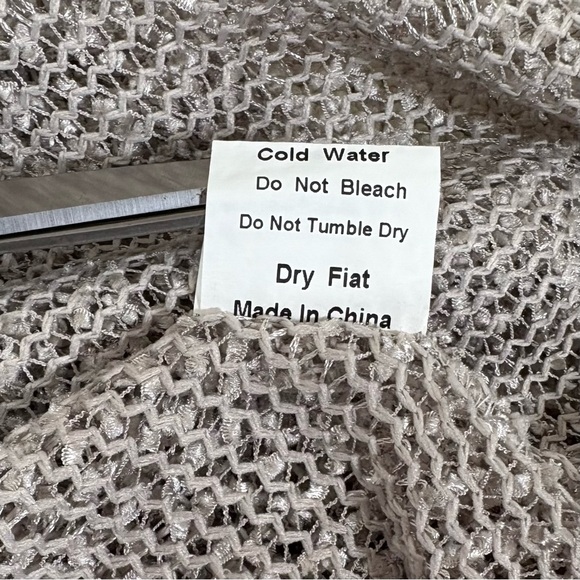 Cold Water
Do Not Bleach
Do Not Tumble Dry
Dry Fiat
Made In China